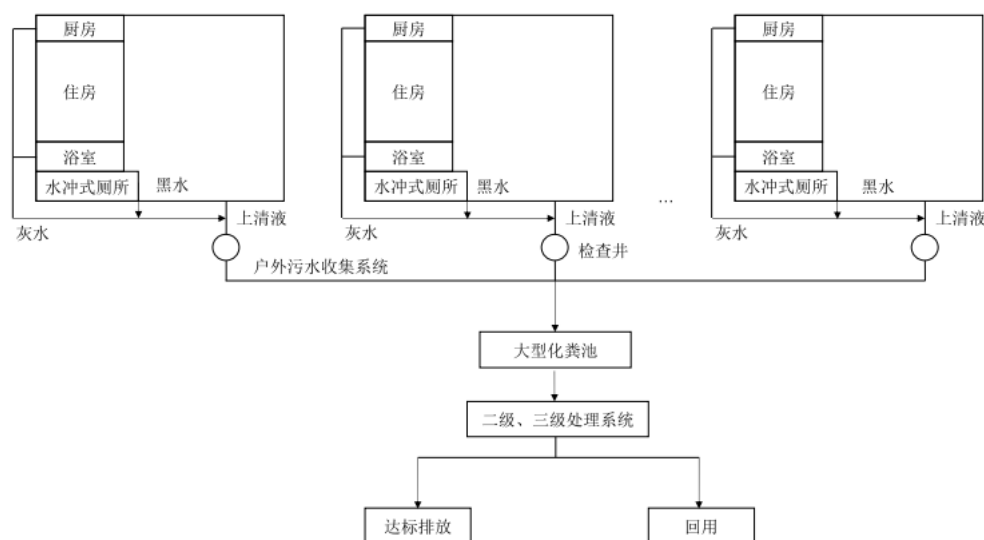 厨房 厨房 厨房
住房 住房 住房
浴室 浴室 浴室
水冲式厕所 黑水 水冲式厕所 黑水 … 水冲式厕所 黑水
灰水 上清液 灰水 上清液 灰水 上清液
检查井
户外污水收集系统
大型化粪池
二级、三级处理系统
达标排放 回用